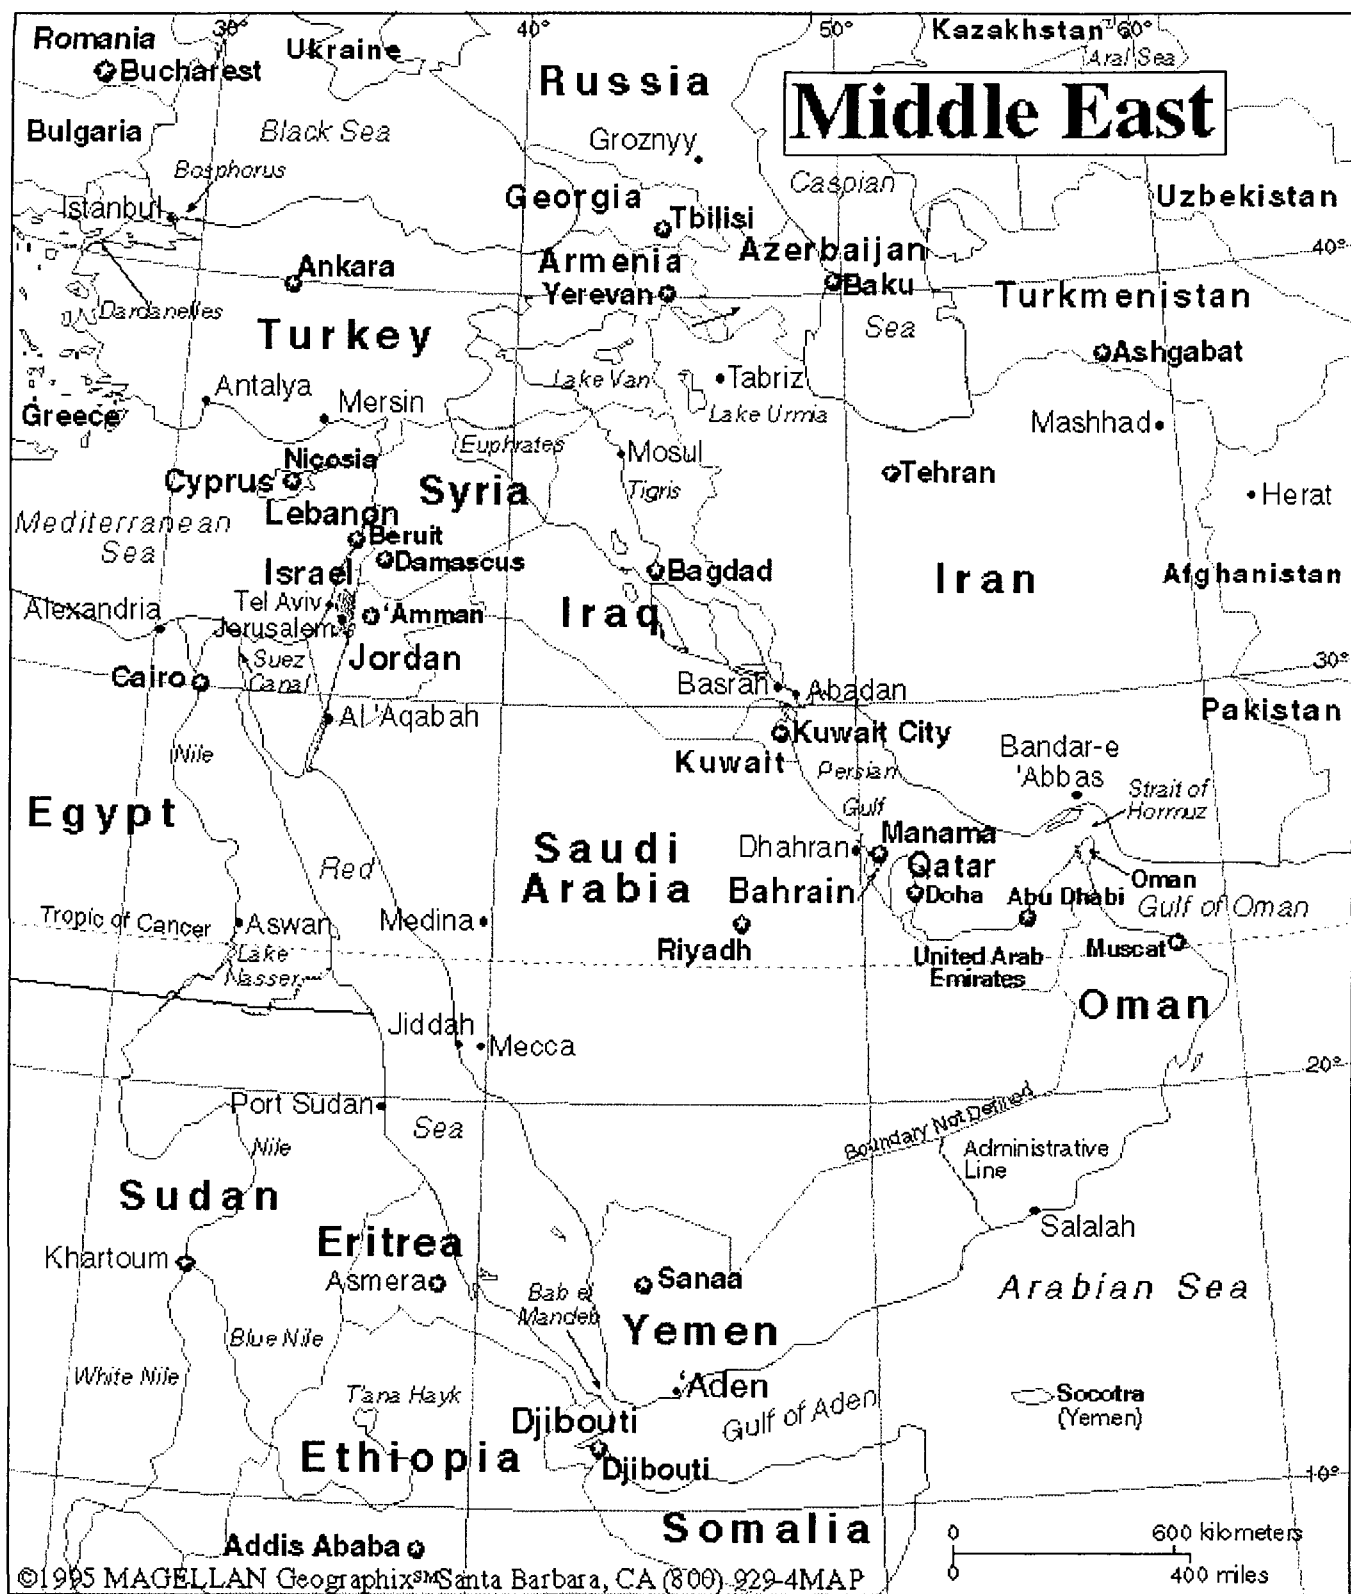 30°
40°
50°
60°
Romania
Bucharest
Ukraine
Russia
Kazakhstan
Aral Sea
Middle East
Bulgaria
Black Sea
Groznyy
Bosphorus
Caspian
Istanbul
Georgia
Tbilisi
Uzbekistan
Azerbaijan
40°
Ankara
Armenia
Yerevan
Baku
Turkmenistan
Dardanelles
Turkey
Sea
Ashgabat
Lake Van
Tabriz
Antalya
Mersin
Lake Urmia
Greece
Mashhad
Euphrates
Mosul
Nicosia
Cyprus
Syria
Tigris
Tehran
Herat
Lebanon
Mediterranean
Sea
Beruit
Damascus
Israel
Bagdad
Iran
Afghanistan
Tel Aviv
Alexandria
'Amman
Iraq
Jerusalem
Jordan
Suez
Canal
30°
Cairo
Basrah
Abadan
Al 'Aqabah
Pakistan
Kuwait City
Nile
Kuwait
Persian
Gulf
Bandar-e
'Abbas
Strait of
Hormuz
Egypt
Saudi
Arabia
Dhahran
Manama
Qatar
Red
Bahrain
Doha
Abu Dhabi
Oman
Gulf of Oman
Tropic of Cancer
Aswan
Medina
Riyadh
Muscat
Lake
Nasser
United Arab
Emirates
Oman
Jiddah
Mecca
20°
Port Sudan
Sea
Boundary Not Defined
Nile
Administrative
Line
Sudan
Salalah
Eritrea
Khartoum
Asmera
Sanaa
Arabian Sea
Bab el
Mandeb
Yemen
Blue Nile
White Nile
T'ana Hayk
'Aden
Gulf of Aden
Socotra
(Yemen)
Djibouti
Djibouti
Ethiopia
10°
Somalia
Addis Ababa
0
600 kilometers
0
400 miles
©1995 MAGELLAN Geographix℠Santa Barbara, CA (800) 929-4MAP